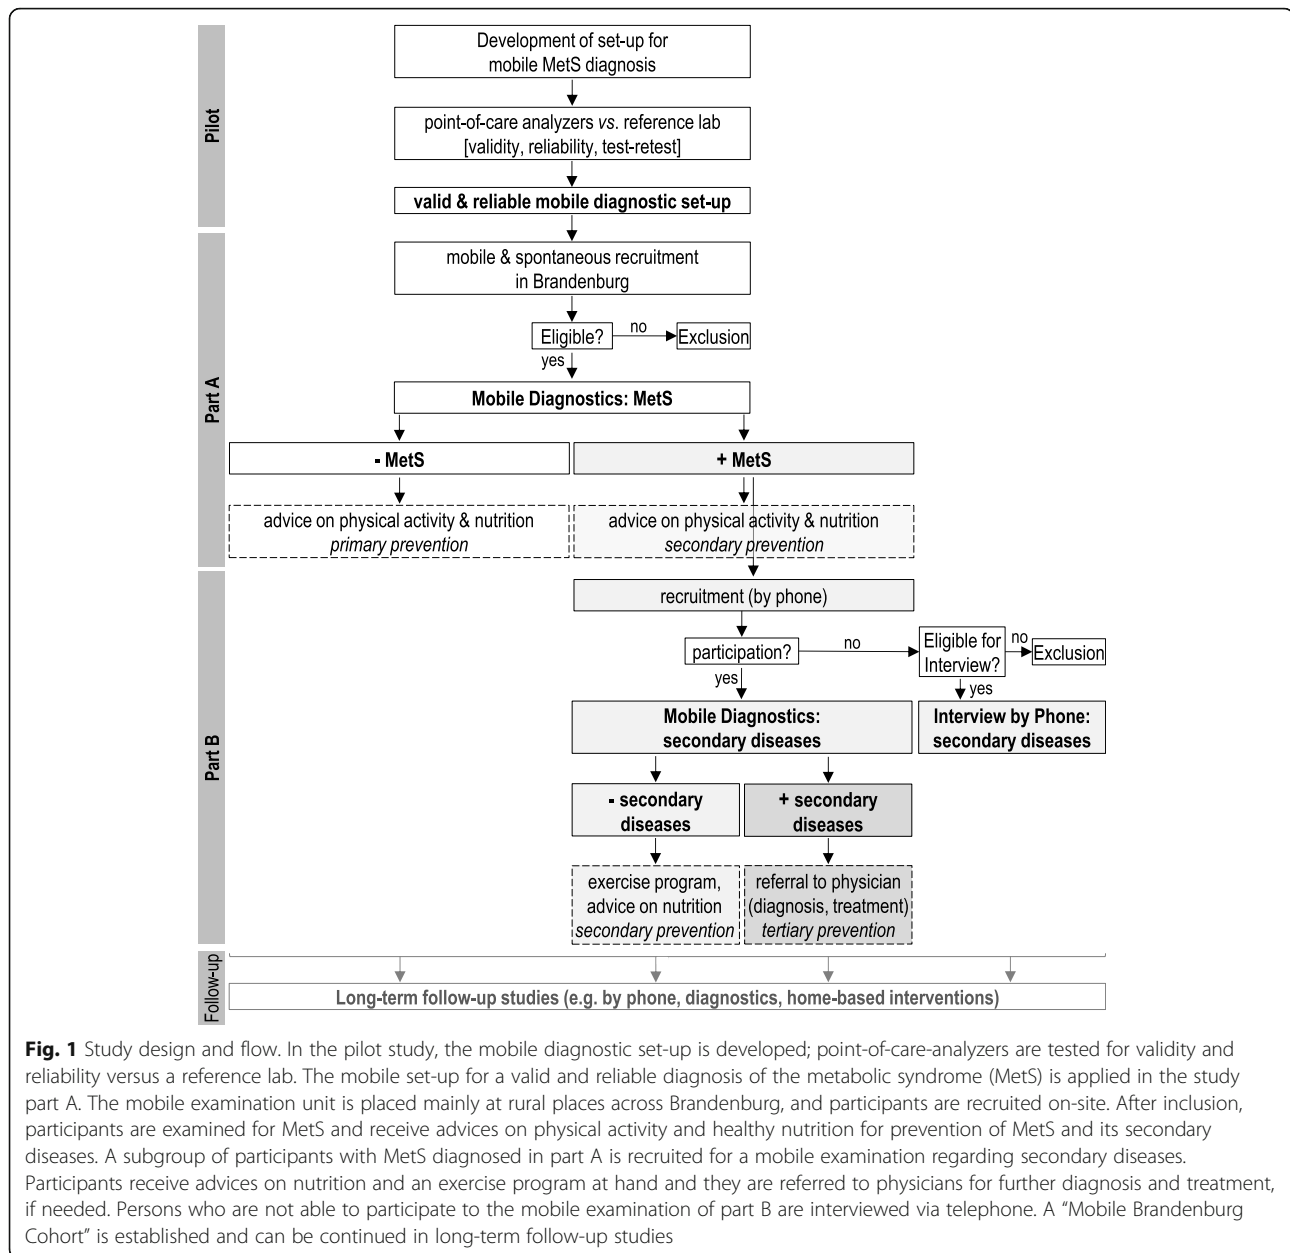 Pilot
Development of set-up for
mobile MetS diagnosis
point-of-care analyzers vs. reference lab
[validity, reliability, test-retest]
valid & reliable mobile diagnostic set-up
Part A
mobile & spontaneous recruitment
in Brandenburg
Eligible?
no
Exclusion
yes
Mobile Diagnostics: MetS
- MetS
+ MetS
advice on physical activity & nutrition
primary prevention
advice on physical activity & nutrition
secondary prevention
Part B
recruitment (by phone)
participation?
no
Eligible for
Interview?
no
Exclusion
yes
yes
Mobile Diagnostics:
secondary diseases
Interview by Phone:
secondary diseases
- secondary
diseases
+ secondary
diseases
exercise program,
advice on nutrition
secondary prevention
referral to physician
(diagnosis, treatment)
tertiary prevention
Follow-up
Long-term follow-up studies (e.g. by phone, diagnostics, home-based interventions)
Fig. 1 Study design and flow. In the pilot study, the mobile diagnostic set-up is developed; point-of-care-analyzers are tested for validity and
reliability versus a reference lab. The mobile set-up for a valid and reliable diagnosis of the metabolic syndrome (MetS) is applied in the study
part A. The mobile examination unit is placed mainly at rural places across Brandenburg, and participants are recruited on-site. After inclusion,
participants are examined for MetS and receive advices on physical activity and healthy nutrition for prevention of MetS and its secondary
diseases. A subgroup of participants with MetS diagnosed in part A is recruited for a mobile examination regarding secondary diseases.
Participants receive advices on nutrition and an exercise program at hand and they are referred to physicians for further diagnosis and treatment,
if needed. Persons who are not able to participate to the mobile examination of part B are interviewed via telephone. A “Mobile Brandenburg
Cohort” is established and can be continued in long-term follow-up studies